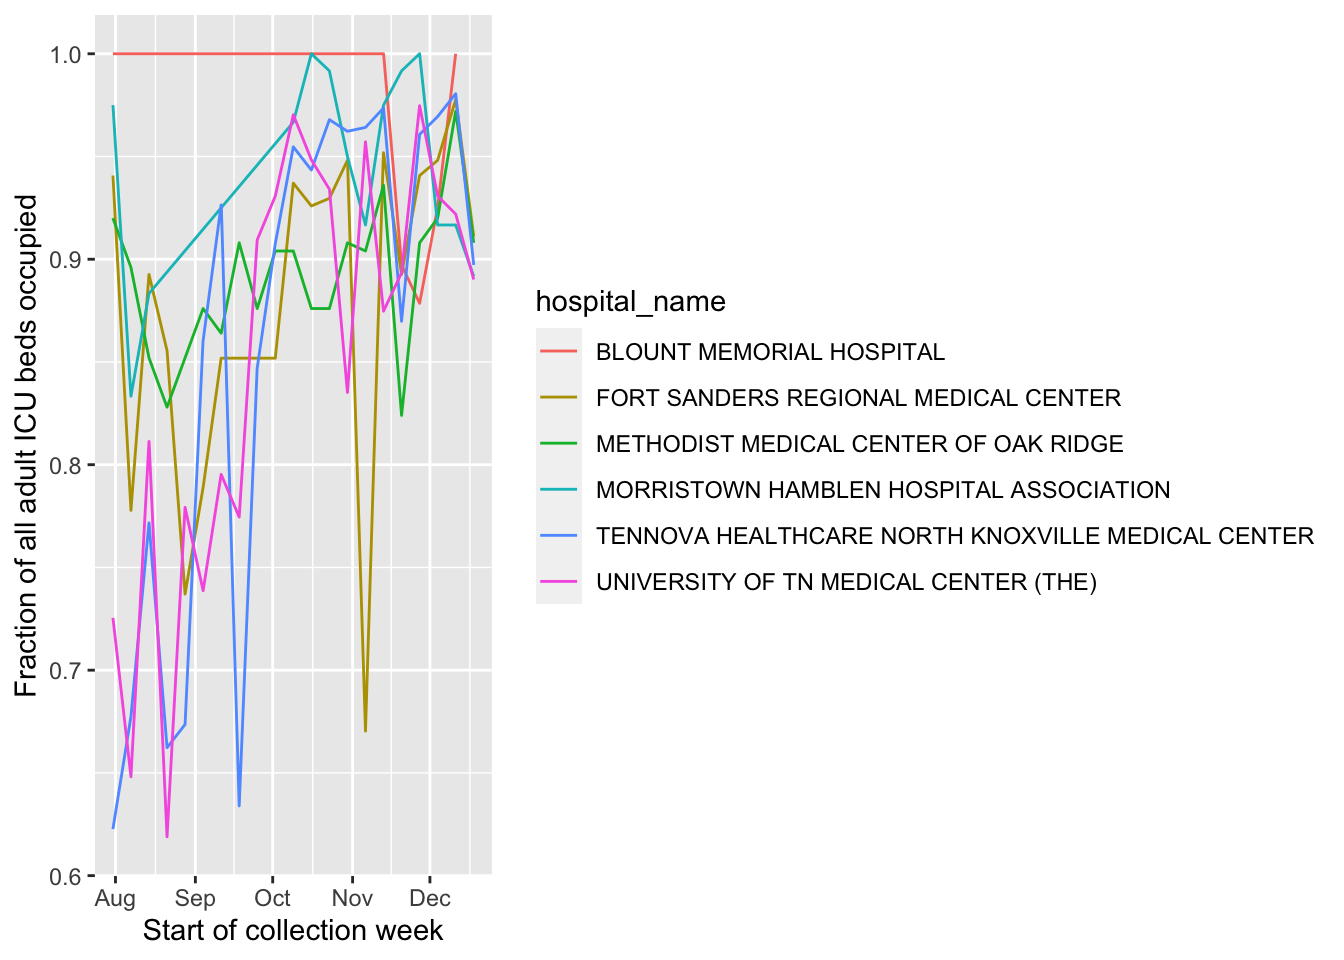 Fraction of all adult ICU beds occupied
1.0
0.9
0.8
0.7
0.6
Aug Sep Oct Nov Dec
Start of collection week
hospital_name
BLOUNT MEMORIAL HOSPITAL
FORT SANDERS REGIONAL MEDICAL CENTER
METHODIST MEDICAL CENTER OF OAK RIDGE
MORRISTOWN HAMBLEN HOSPITAL ASSOCIATION
TENNOVA HEALTHCARE NORTH KNOXVILLE MEDICAL CENTER
UNIVERSITY OF TN MEDICAL CENTER (THE)